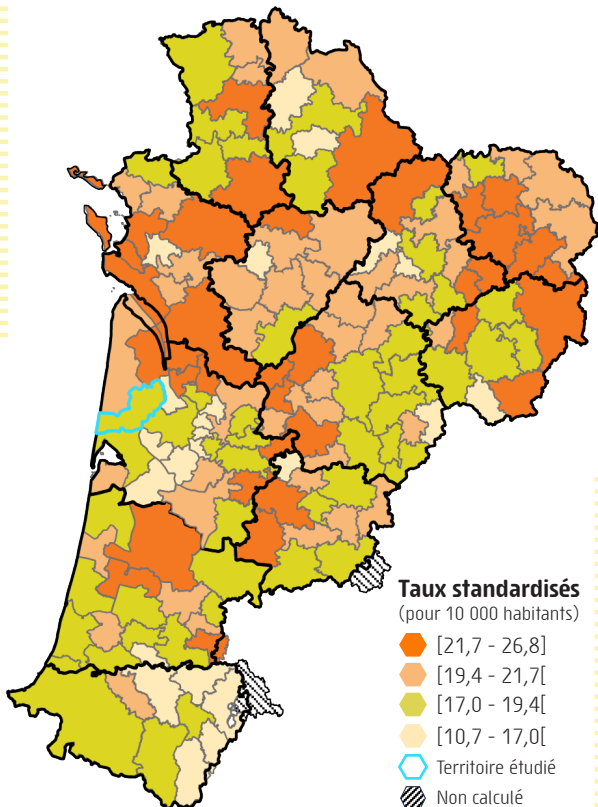 Taux standardisés
(pour 10 000 habitants)
[21,7 - 26,8]
[19,4 - 21,7[
[17,0 - 19,4[
[10,7 - 17,0[
Territoire étudié
Non calculé